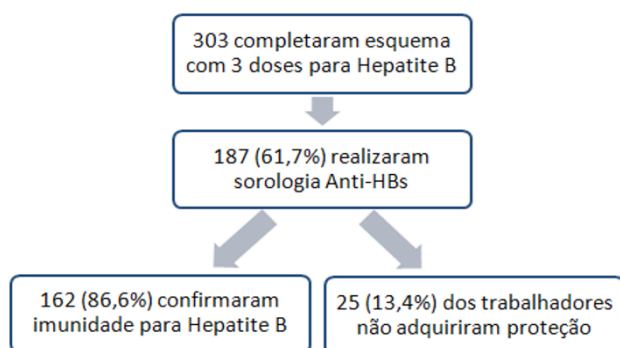 303 completaram esquema
com 3 doses para Hepatite B
187 (61,7%) realizaram
sorologia Anti-HBs
162 (86,6%) confirmaram
imunidade para Hepatite B
25 (13,4%) dos trabalhadores
não adquiriram proteção